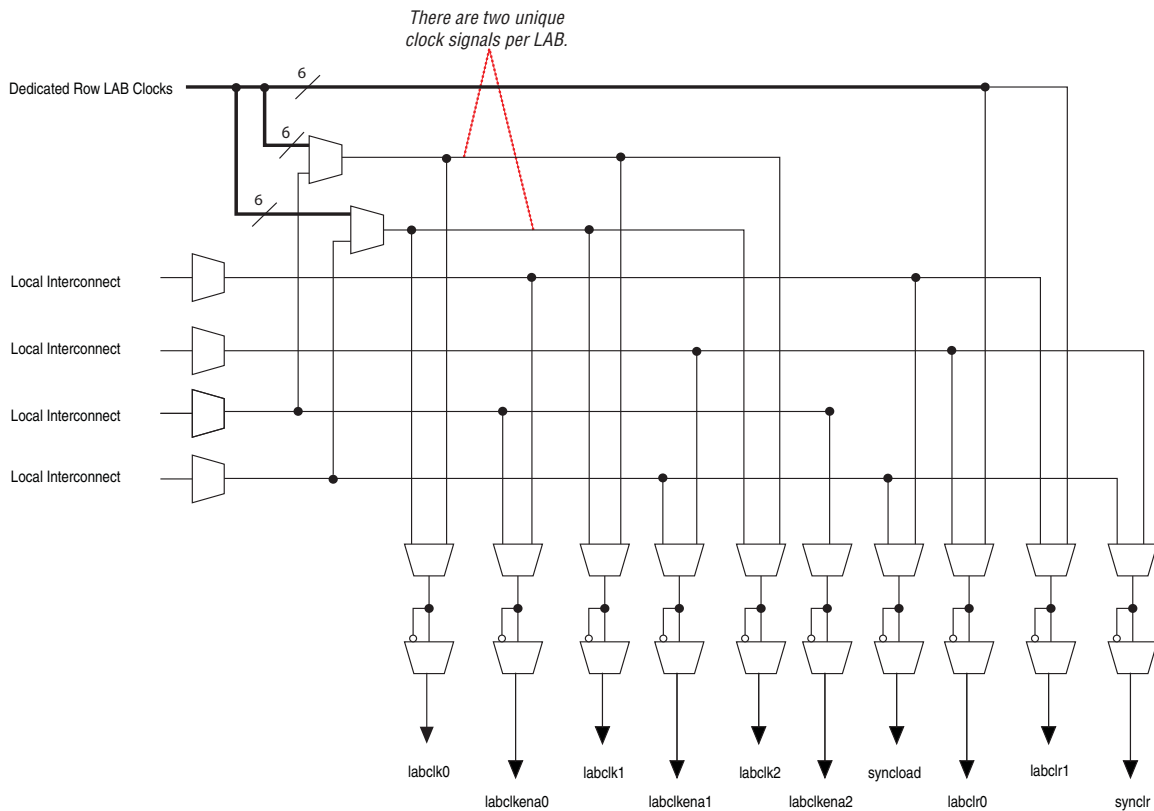 There are two unique
clock signals per LAB.
6
Dedicated Row LAB Clocks
6
6
Local Interconnect
Local Interconnect
Local Interconnect
Local Interconnect
labclk0
labclk1
labclk2
syncload
labclr1
labclkena0
labclkena1
labclkena2
labclr0
synclr